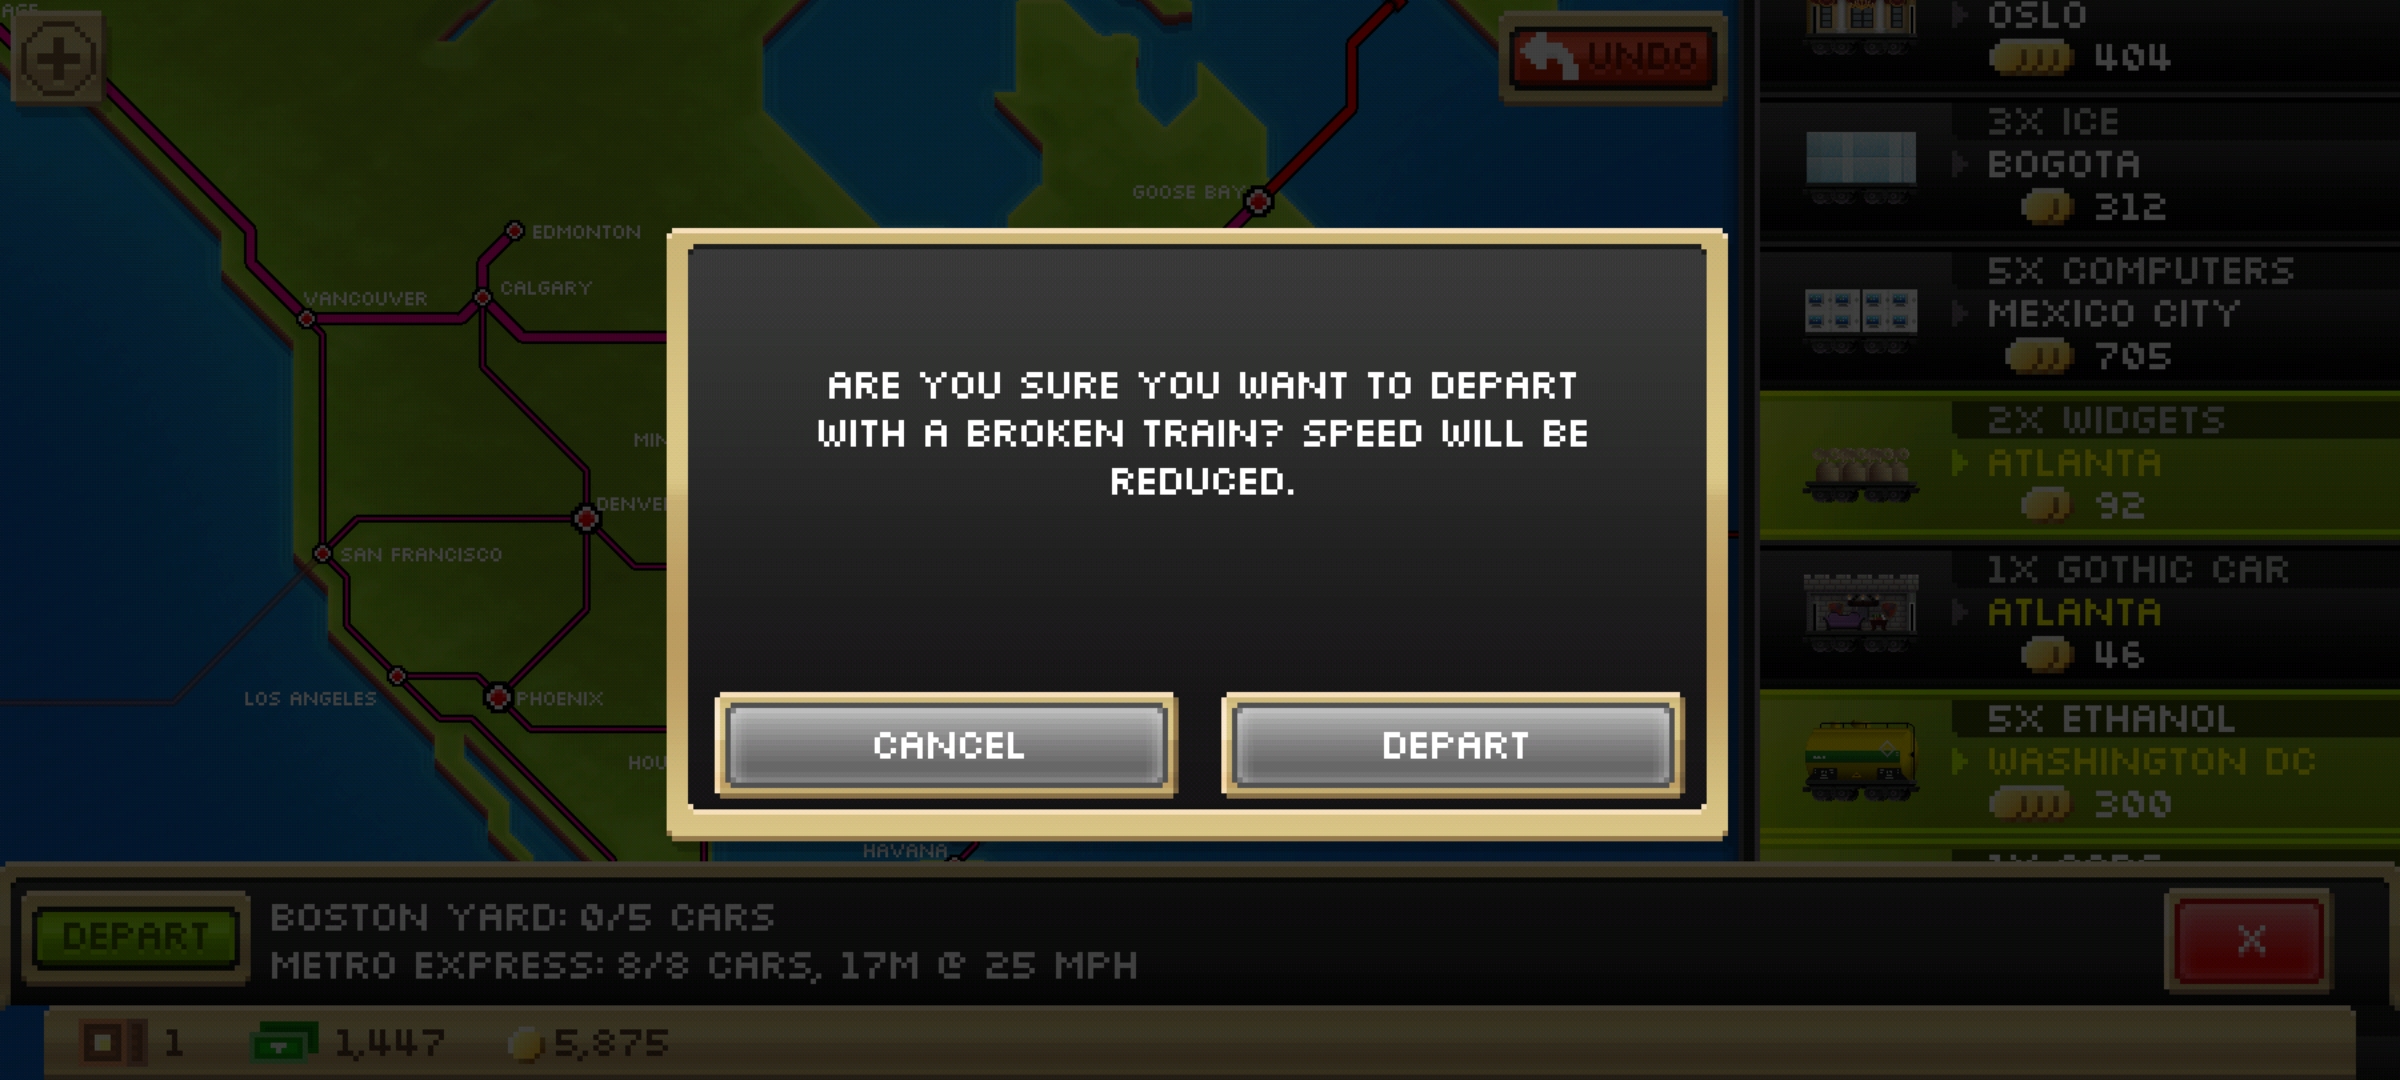 UNDO
OSLO
404
3X ICE
BOGOTA
312
GOOSE BAY
EDMONTON
5X COMPUTERS
MEXICO CITY
705
CALGARY
VANCOUVER
ARE YOU SURE YOU WANT TO DEPART
WITH A BROKEN TRAIN? SPEED WILL BE
REDUCED.
2X WIDGETS
ATLANTA
92
MIN
DENVE
SAN FRANCISCO
1X GOTHIC CAR
ATLANTA
46
LOS ANGELES
PHOENIX
HOU
5X ETHANOL
WASHINGTON DC
300
CANCEL
DEPART
HAVANA
DEPART
BOSTON YARD: 0/5 CARS
METRO EXPRESS: 8/8 CARS, 17M @ 25 MPH
X
1
1,447
5,875